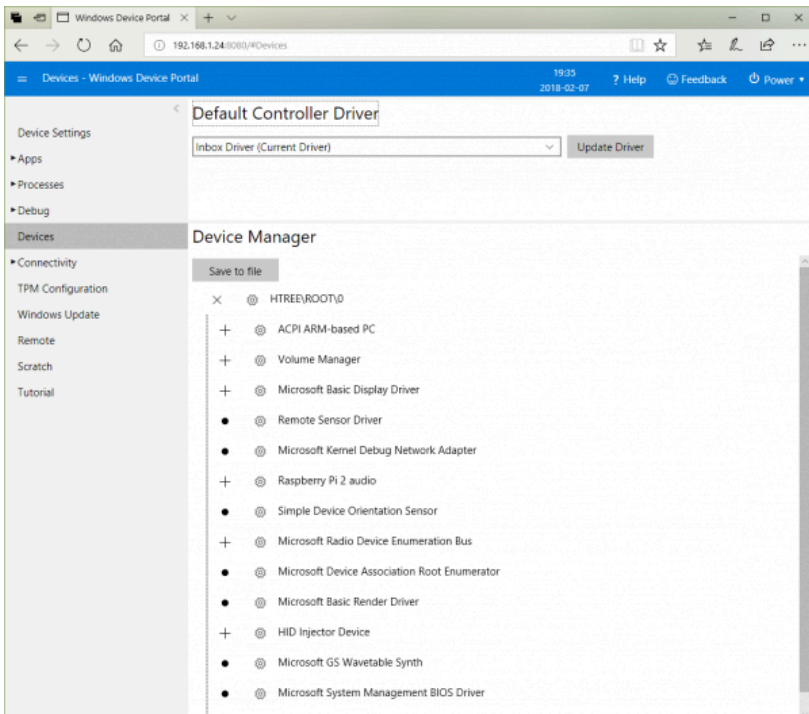 Windows Device Portal
192.168.1.24:8080/#Devices
Devices - Windows Device Portal
19:35
2018-02-07
? Help
Feedback
Power
Device Settings
Apps
Processes
Debug
Devices
Connectivity
TPM Configuration
Windows Update
Remote
Scratch
Tutorial
Default Controller Driver
Inbox Driver (Current Driver)
Update Driver
Device Manager
Save to file
HTREE\ROOT\0
ACPI ARM-based PC
Volume Manager
Microsoft Basic Display Driver
Remote Sensor Driver
Microsoft Kernel Debug Network Adapter
Raspberry Pi 2 audio
Simple Device Orientation Sensor
Microsoft Radio Device Enumeration Bus
Microsoft Device Association Root Enumerator
Microsoft Basic Render Driver
HID Injector Device
Microsoft GS Wavetable Synth
Microsoft System Management BIOS Driver